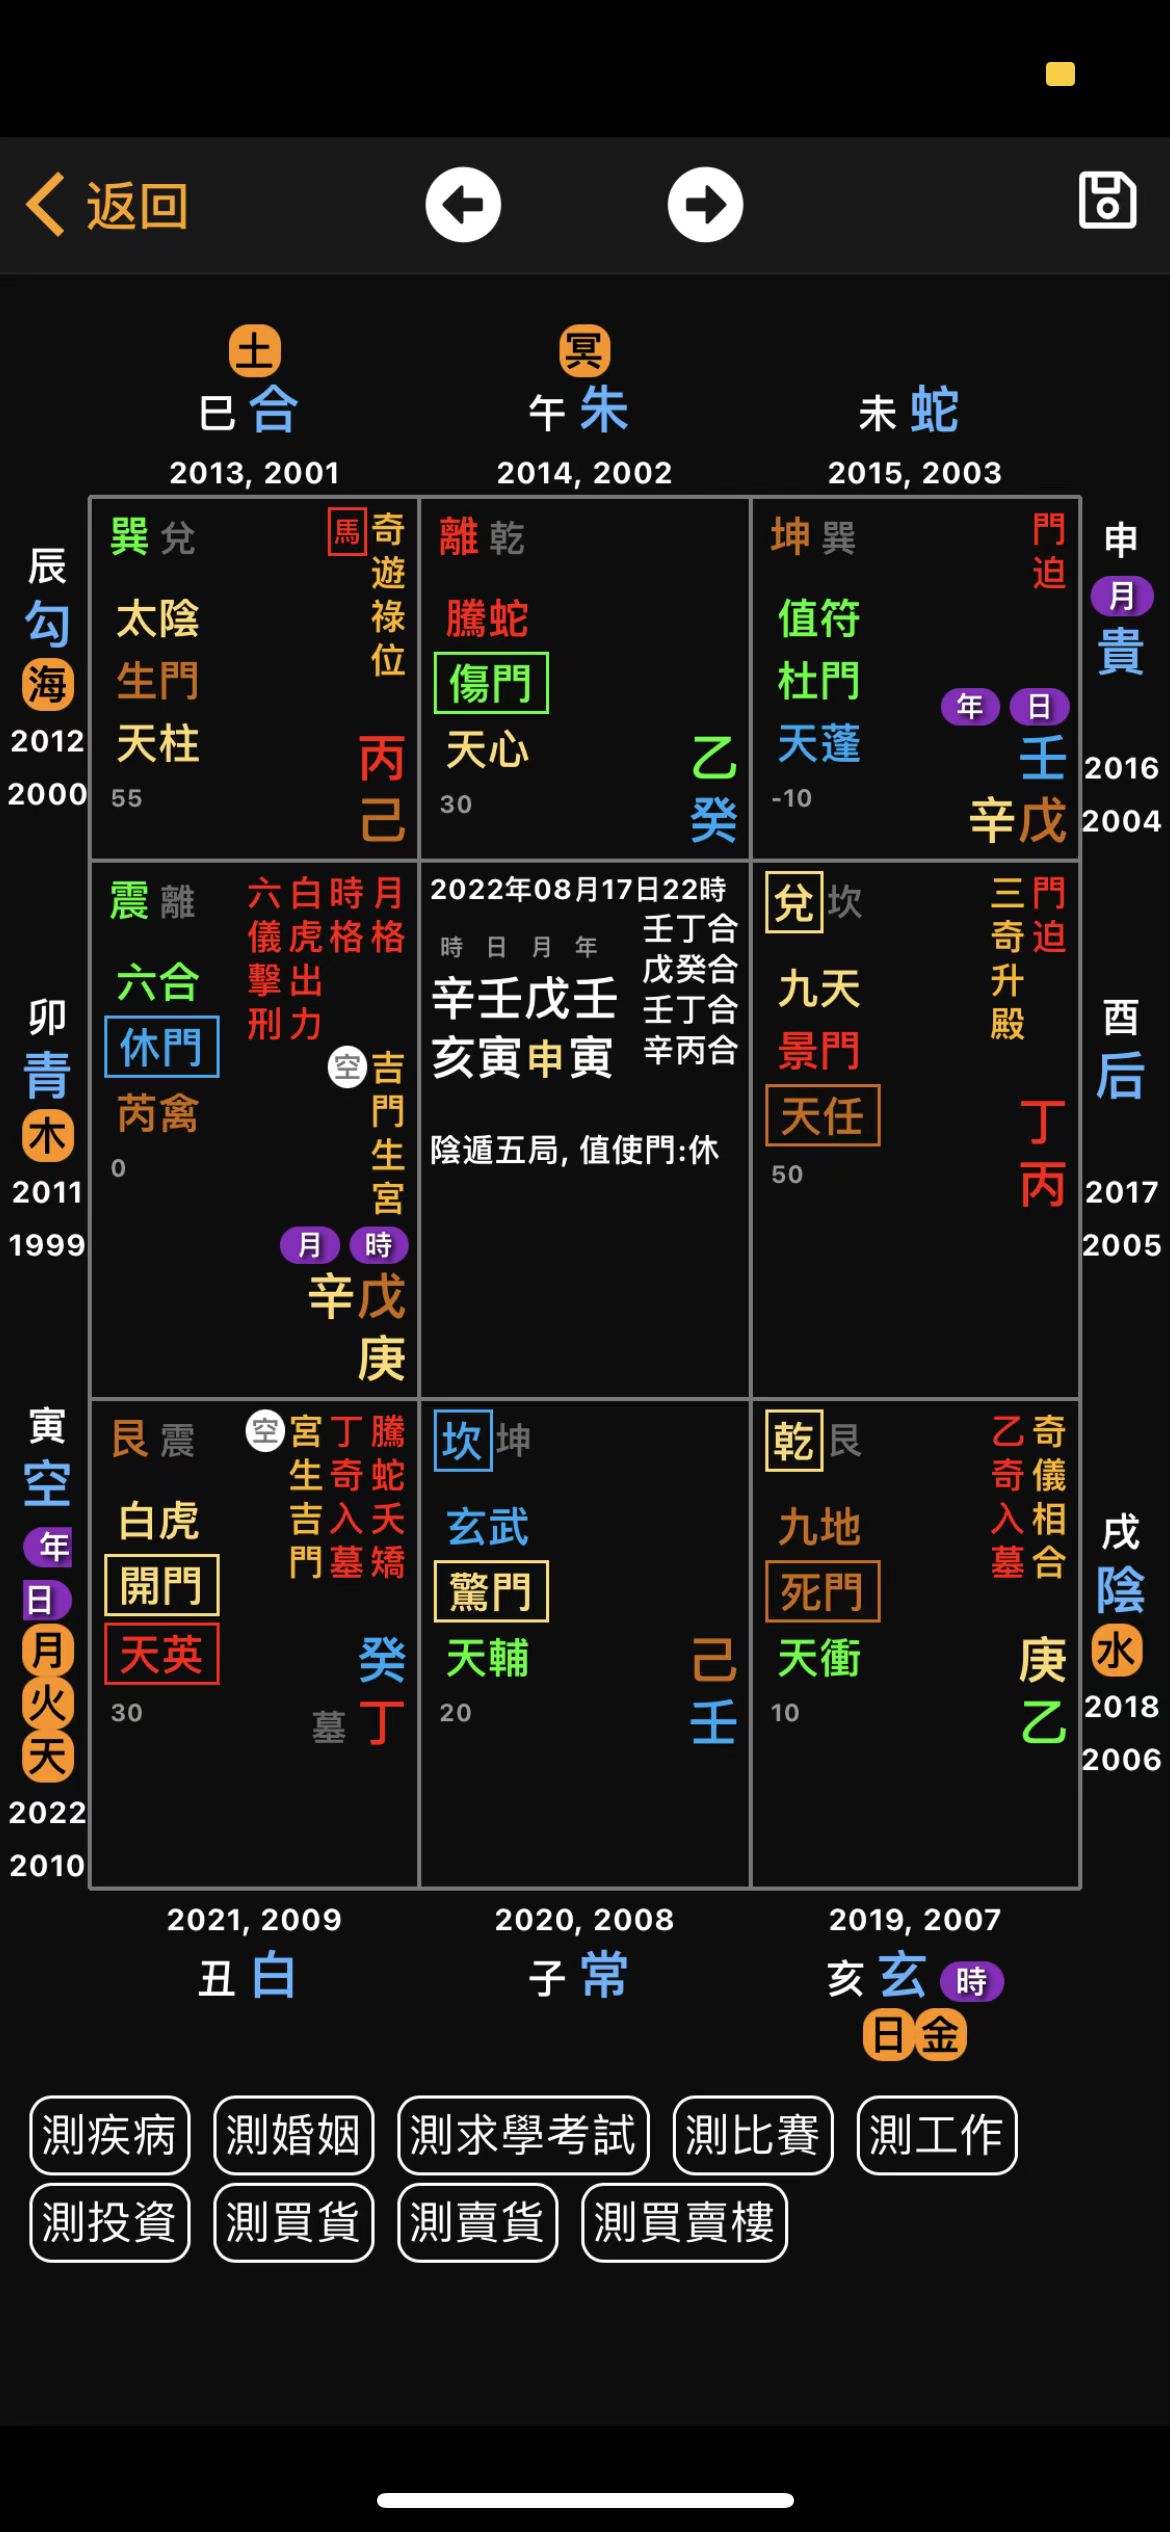 返回
土
冥
巳 合
午 朱
未 蛇
2013, 2001
2014, 2002
2015, 2003
辰
勾
海
2012
2000
巽 兌
馬
奇遊祿位
太陰
生門
天柱
55
丙
己
離 乾
騰蛇
傷門
天心
30
乙
癸
坤 巽
門迫
值符
杜門
天蓬
-10
年 日
壬
辛戊
申
月
貴
2016
2004
卯
青
木
2011
1999
震 離
六儀擊刑
白虎出力
時格
月格
六合
休門
芮禽
0
空
吉門生宮
月 時
辛戊
庚
2022年08月17日22時
時 日 月 年
辛壬戊壬
亥寅申寅
壬丁合
戊癸合
壬丁合
辛丙合
陰遁五局, 值使門:休
兌 坎
三奇升殿
門迫
九天
景門
天任
50
丁
丙
酉
后
2017
2005
寅
空
年
日
月
火
天
2022
2010
艮 震
空
宮生吉門
丁奇入墓
騰蛇夭矯
白虎
開門
天英
30
癸
墓 丁
坎 坤
玄武
驚門
天輔
20
己
壬
乾 艮
乙奇入墓
奇儀相合
九地
死門
天衝
10
庚
乙
戌
陰
水
2018
2006
2021, 2009
2020, 2008
2019, 2007
丑 白
子 常
亥 玄 時
日 金
測疾病
測婚姻
測求學考試
測比賽
測工作
測投資
測買貨
測賣貨
測買賣樓